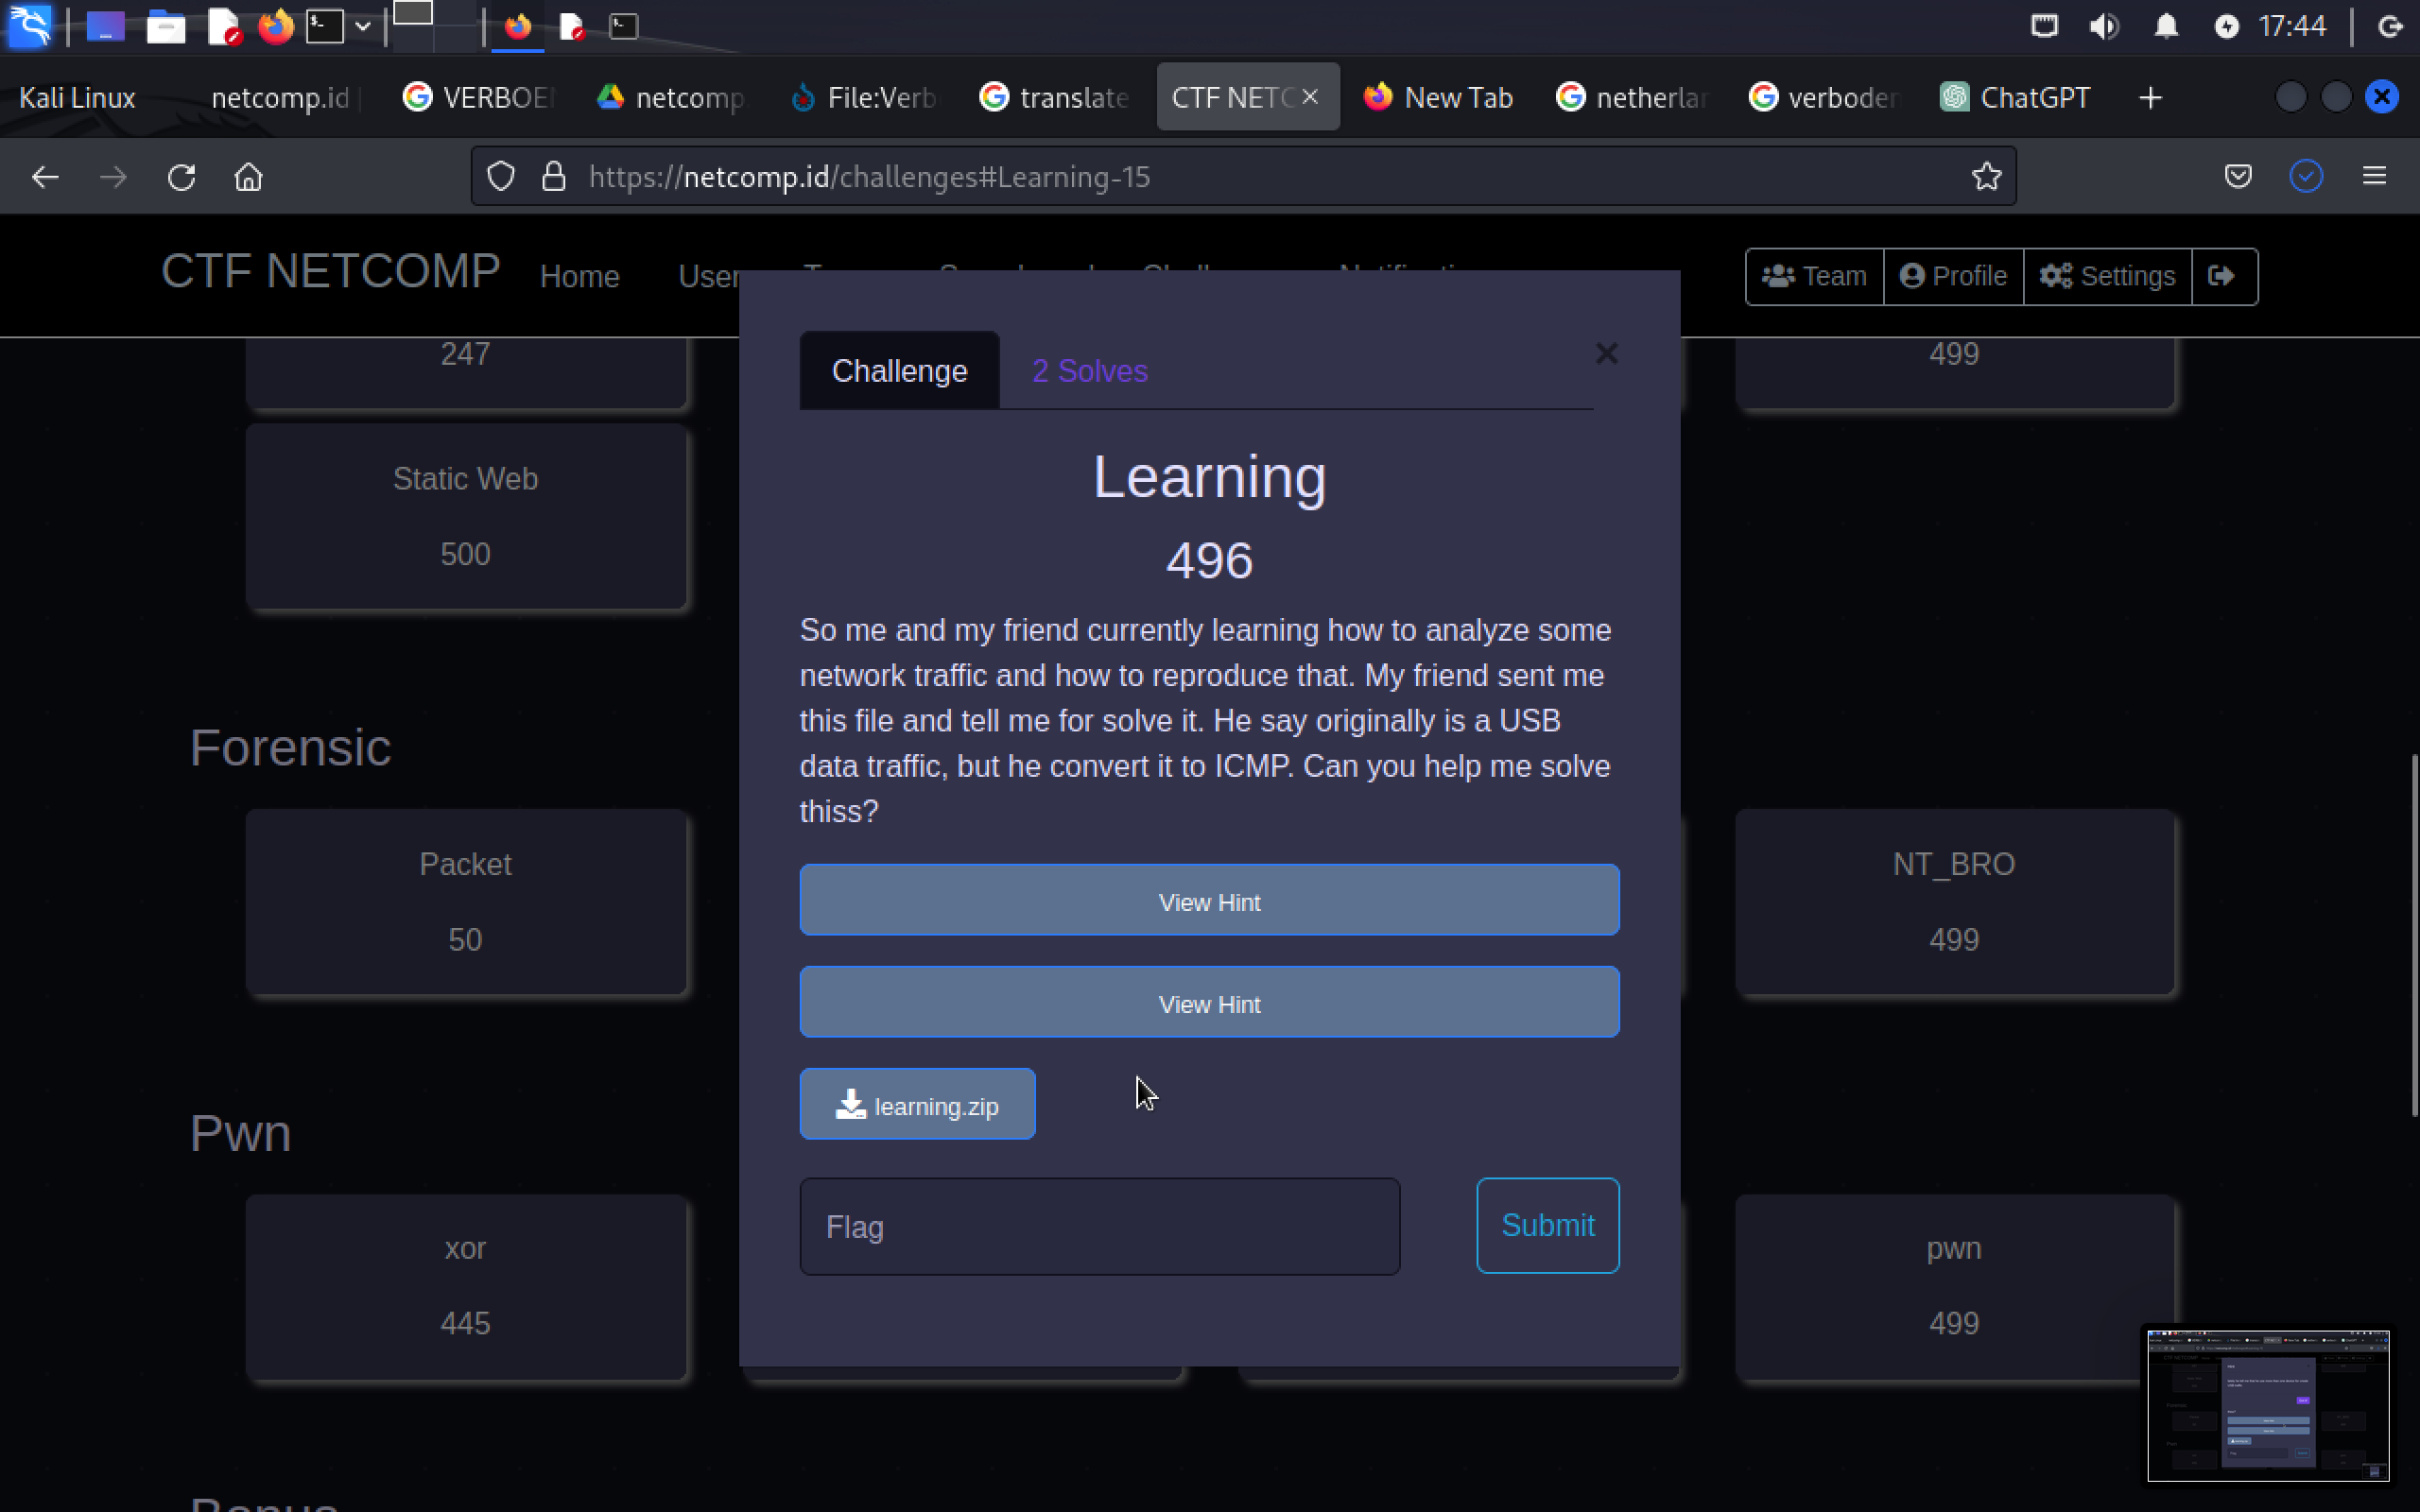 17:44
Kali Linux
netcomp.id
VERBOE
netcomp
File:Verb
translate
CTF NETC
New Tab
netherla
verboden
ChatGPT
https://netcomp.id/challenges#Learning-15
CTF NETCOMP
Home
User
Team
Profile
Settings
247
499
Static Web
500
Challenge
2 Solves
Learning
496
So me and my friend currently learning how to analyze some
network traffic and how to reproduce that. My friend sent me
this file and tell me for solve it. He say originally is a USB
data traffic, but he convert it to ICMP. Can you help me solve
thiss?
View Hint
View Hint
learning.zip
Flag
Submit
Forensic
Packet
50
NT_BRO
499
Pwn
xor
445
pwn
499